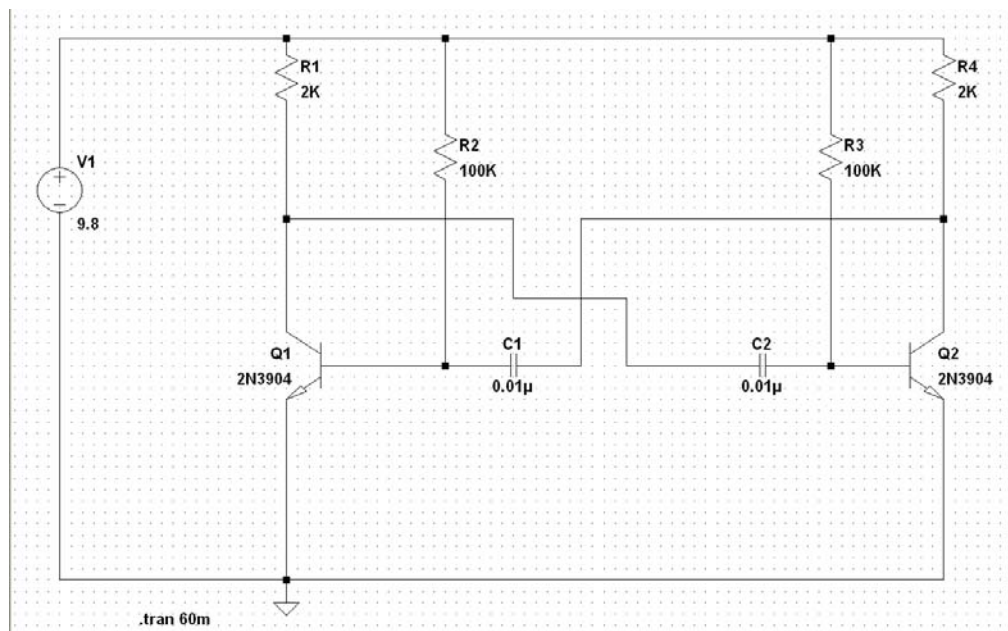 R1
2K
R4
2K
R2
100K
R3
100K
V1
+
−
9.8
Q1
2N3904
C1
0.01µ
C2
0.01µ
Q2
2N3904
.tran 60m